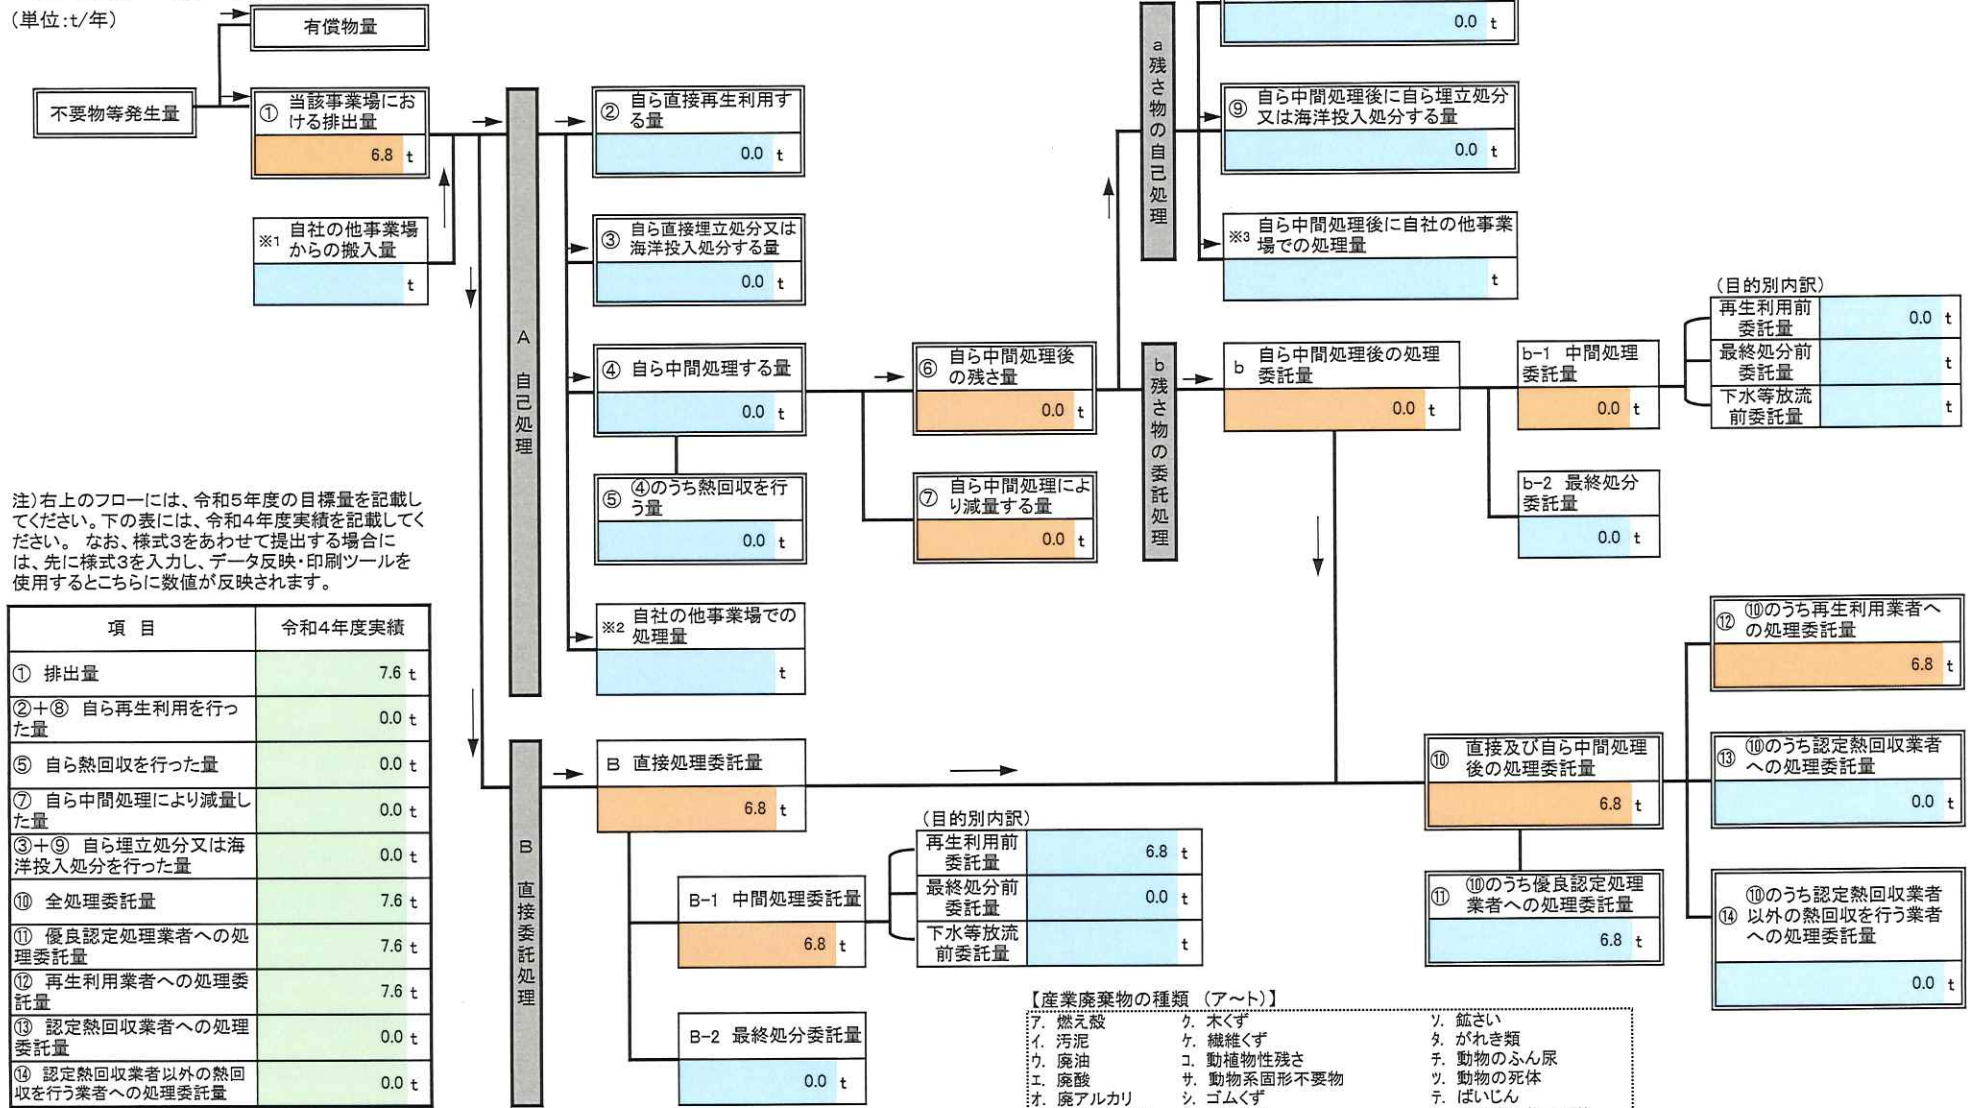 (単位:t/年)
有償物量
不要物等発生量
① 当該事業場にお
ける排出量
6.8 t
※1 自社の他事業場
からの搬入量
t
A 自己処理
② 自ら直接再生利用す
る量
0.0 t
③ 自ら直接埋立処分又は
海洋投入処分する量
0.0 t
④ 自ら中間処理する量
0.0 t
⑤ ④のうち熱回収を行
う量
0.0 t
※2 自社の他事業場での
処理量
t
⑥ 自ら中間処理後
の残さ量
0.0 t
⑦ 自ら中間処理によ
り減量する量
0.0 t
a 残さ物の自己処理
0.0 t
⑨ 自ら中間処理後に自ら埋立処分
又は海洋投入処分する量
0.0 t
※3 自ら中間処理後に自社の他事業
場での処理量
t
b 残さ物の委託処理
b 自ら中間処理後の処理
委託量
0.0 t
b-1 中間処理
委託量
0.0 t
(目的別内訳)
再生利用前
委託量
0.0 t
最終処分前
委託量
t
下水等放流
前委託量
t
b-2 最終処分
委託量
0.0 t
注)右上のフローには、令和5年度の目標量を記載し
てください。下の表には、令和4年度実績を記載してく
ださい。 なお、様式3をあわせて提出する場合に
は、先に様式3を入力し、データ反映・印刷ツールを
使用するとこちらに数値が反映されます。
項 目 令和4年度実績
① 排出量 7.6 t
②+⑧ 自ら再生利用を行っ
た量 0.0 t
⑤ 自ら熱回収を行った量 0.0 t
⑦ 自ら中間処理により減量し
た量 0.0 t
③+⑨ 自ら埋立処分又は海
洋投入処分を行った量 0.0 t
⑩ 全処理委託量 7.6 t
⑪ 優良認定処理業者への処
理委託量 7.6 t
⑫ 再生利用業者への処理委
託量 7.6 t
⑬ 認定熱回収業者への処理
委託量 0.0 t
⑭ 認定熱回収業者以外の熱回
収を行う業者への処理委託量 0.0 t
B 直接委託処理
B 直接処理委託量
6.8 t
B-1 中間処理委託量
6.8 t
(目的別内訳)
再生利用前
委託量
6.8 t
最終処分前
委託量
0.0 t
下水等放流
前委託量
t
B-2 最終処分委託量
0.0 t
⑩ 直接及び自ら中間処理
後の処理委託量
6.8 t
⑪ ⑩のうち優良認定処理
業者への処理委託量
6.8 t
⑫ ⑩のうち再生利用業者へ
の処理委託量
6.8 t
⑬ ⑩のうち認定熱回収業者
への処理委託量
0.0 t
⑭ ⑩のうち認定熱回収業者
以外の熱回収を行う業者
への処理委託量
0.0 t
【産業廃棄物の種類 (ア~ト)】
ア. 燃え殻 ク. 木くず ソ. 鉱さい
イ. 汚泥 ケ. 繊維くず タ. がれき類
ウ. 廃油 コ. 動植物性残さ チ. 動物のふん尿
エ. 廃酸 サ. 動物系固形不要物 ツ. 動物の死体
オ. 廃アルカリ シ. ゴムくず テ. ばいじん